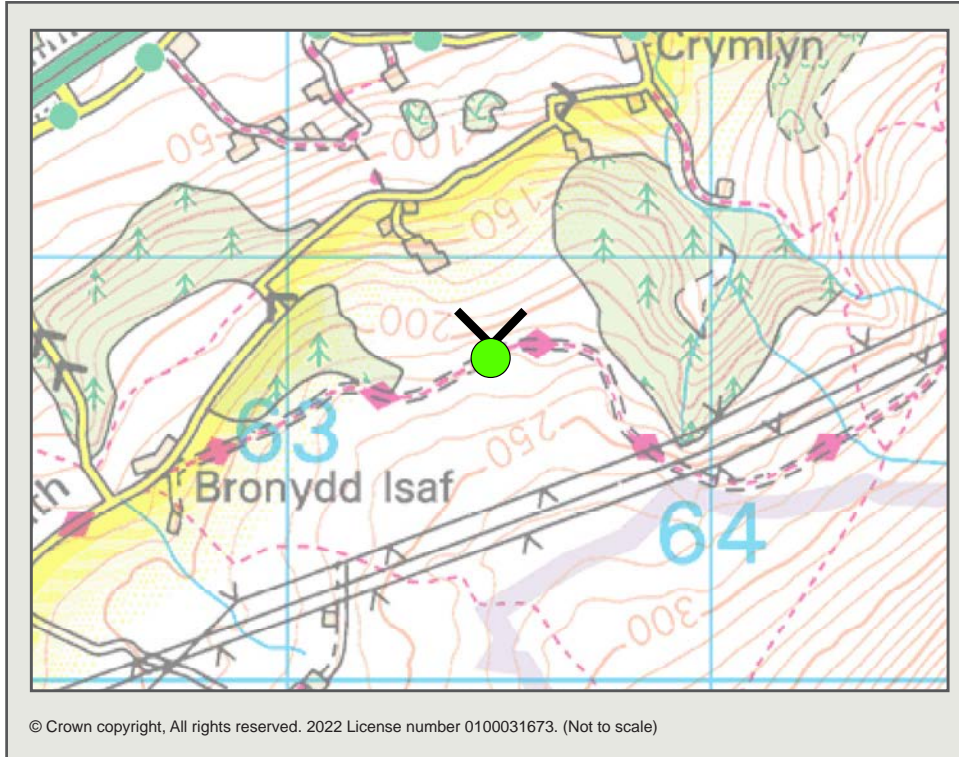 Crymlyn
50
100
150
200
63
250
Bronydd Isaf
64
300
© Crown copyright, All rights reserved. 2022 License number 0100031673. (Not to scale)